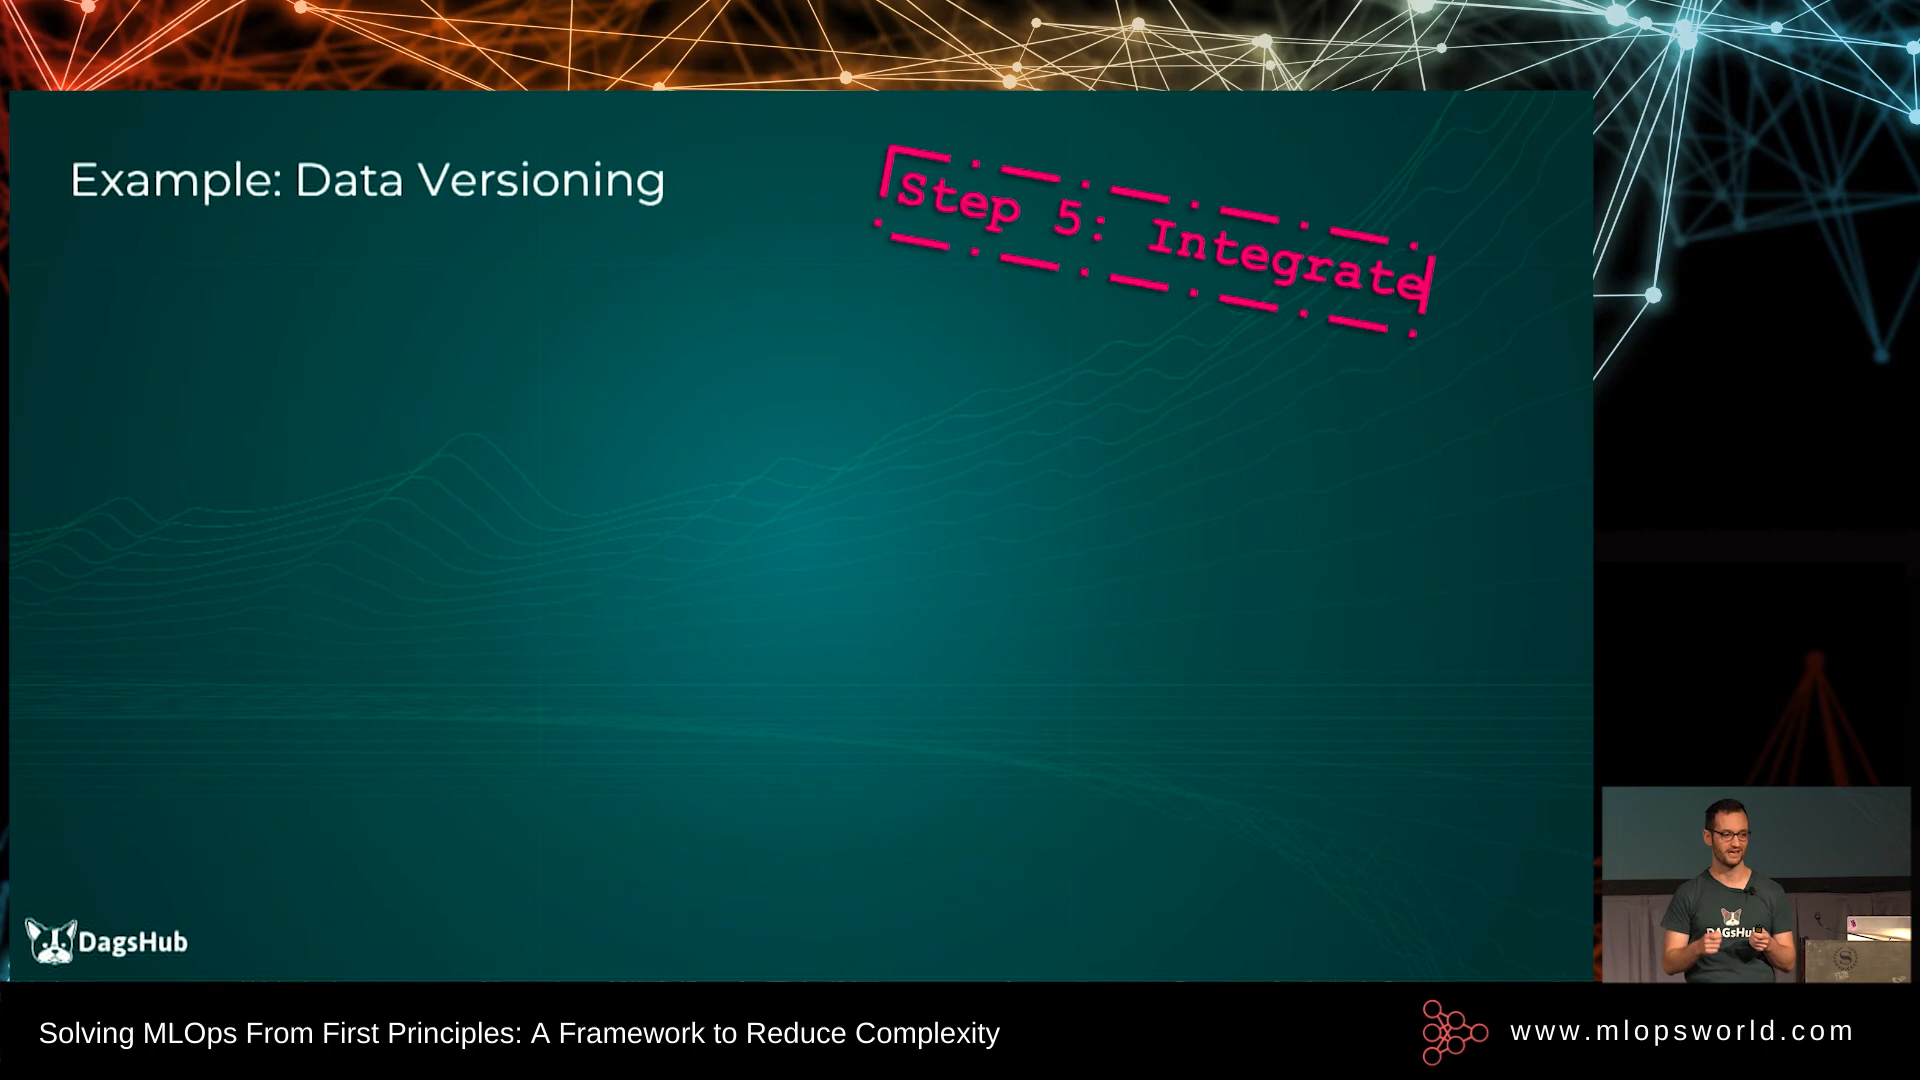 Example: Data Versioning
Step 5: Integrate
DagsHub
DAGsHub
Solving MLOps From First Principles: A Framework to Reduce Complexity
www.mlopsworld.com